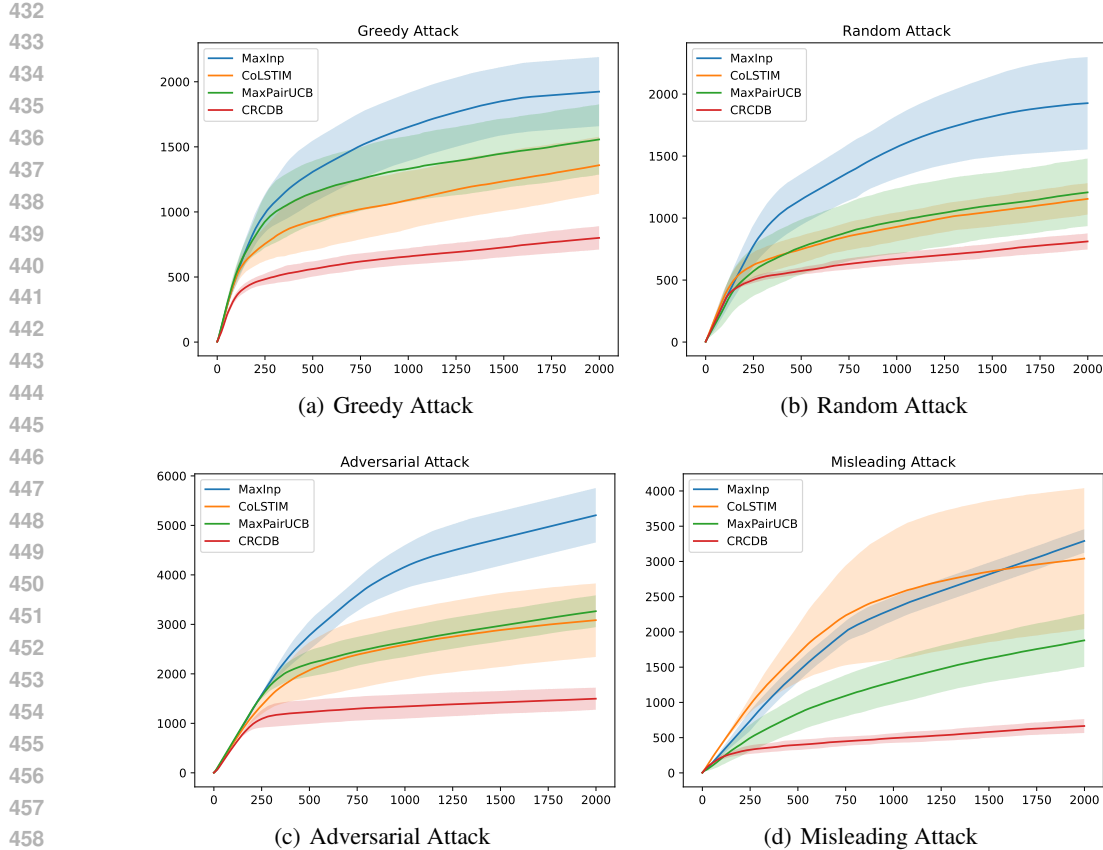 432
433
434
435
436
437
438
439
440
441
442
443
444
445
446
447
448
449
450
451
452
453
454
455
456
457
458
Greedy Attack
MaxInp
CoLSTIM
MaxPairUCB
CRCDB
2000
1500
1000
500
0
0 250 500 750 1000 1250 1500 1750 2000
(a) Greedy Attack
Random Attack
MaxInp
CoLSTIM
MaxPairUCB
CRCDB
2000
1500
1000
500
0
0 250 500 750 1000 1250 1500 1750 2000
(b) Random Attack
Adversarial Attack
MaxInp
CoLSTIM
MaxPairUCB
CRCDB
6000
5000
4000
3000
2000
1000
0
0 250 500 750 1000 1250 1500 1750 2000
(c) Adversarial Attack
Misleading Attack
MaxInp
CoLSTIM
MaxPairUCB
CRCDB
4000
3500
3000
2500
2000
1500
1000
500
0
0 250 500 750 1000 1250 1500 1750 2000
(d) Misleading Attack